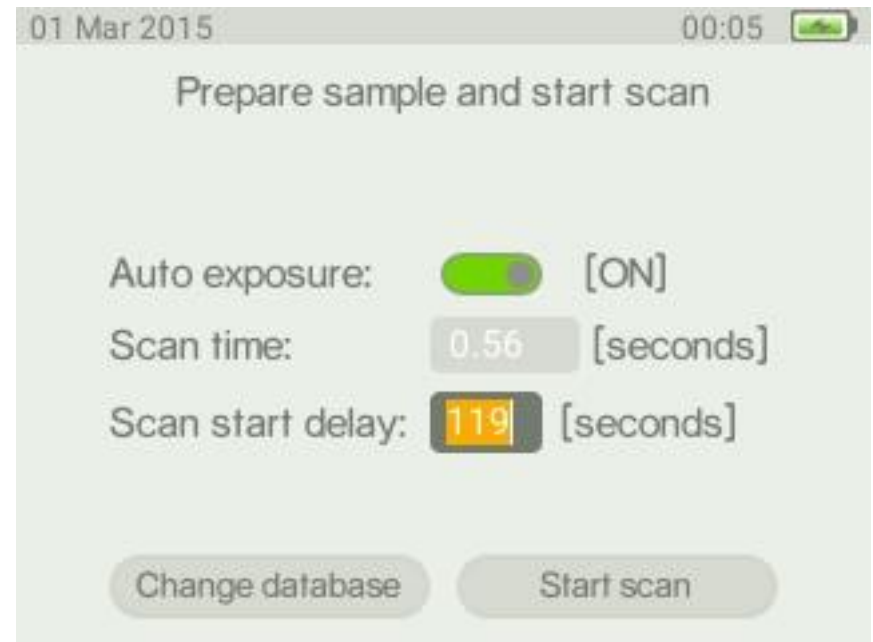 01 Mar 2015 00:05
Prepare sample and start scan
Auto exposure: [ON]
Scan time: 0.56 [seconds]
Scan start delay: 119 [seconds]
Change database Start scan